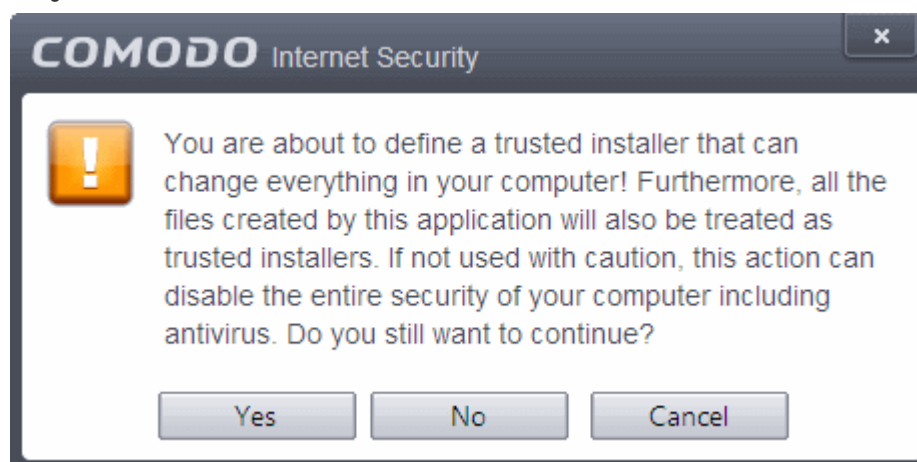 COMODO Internet Security
×
You are about to define a trusted installer that can
change everything in your computer! Furthermore, all the
files created by this application will also be treated as
trusted installers. If not used with caution, this action can
disable the entire security of your computer including
antivirus. Do you still want to continue?
Yes No Cancel